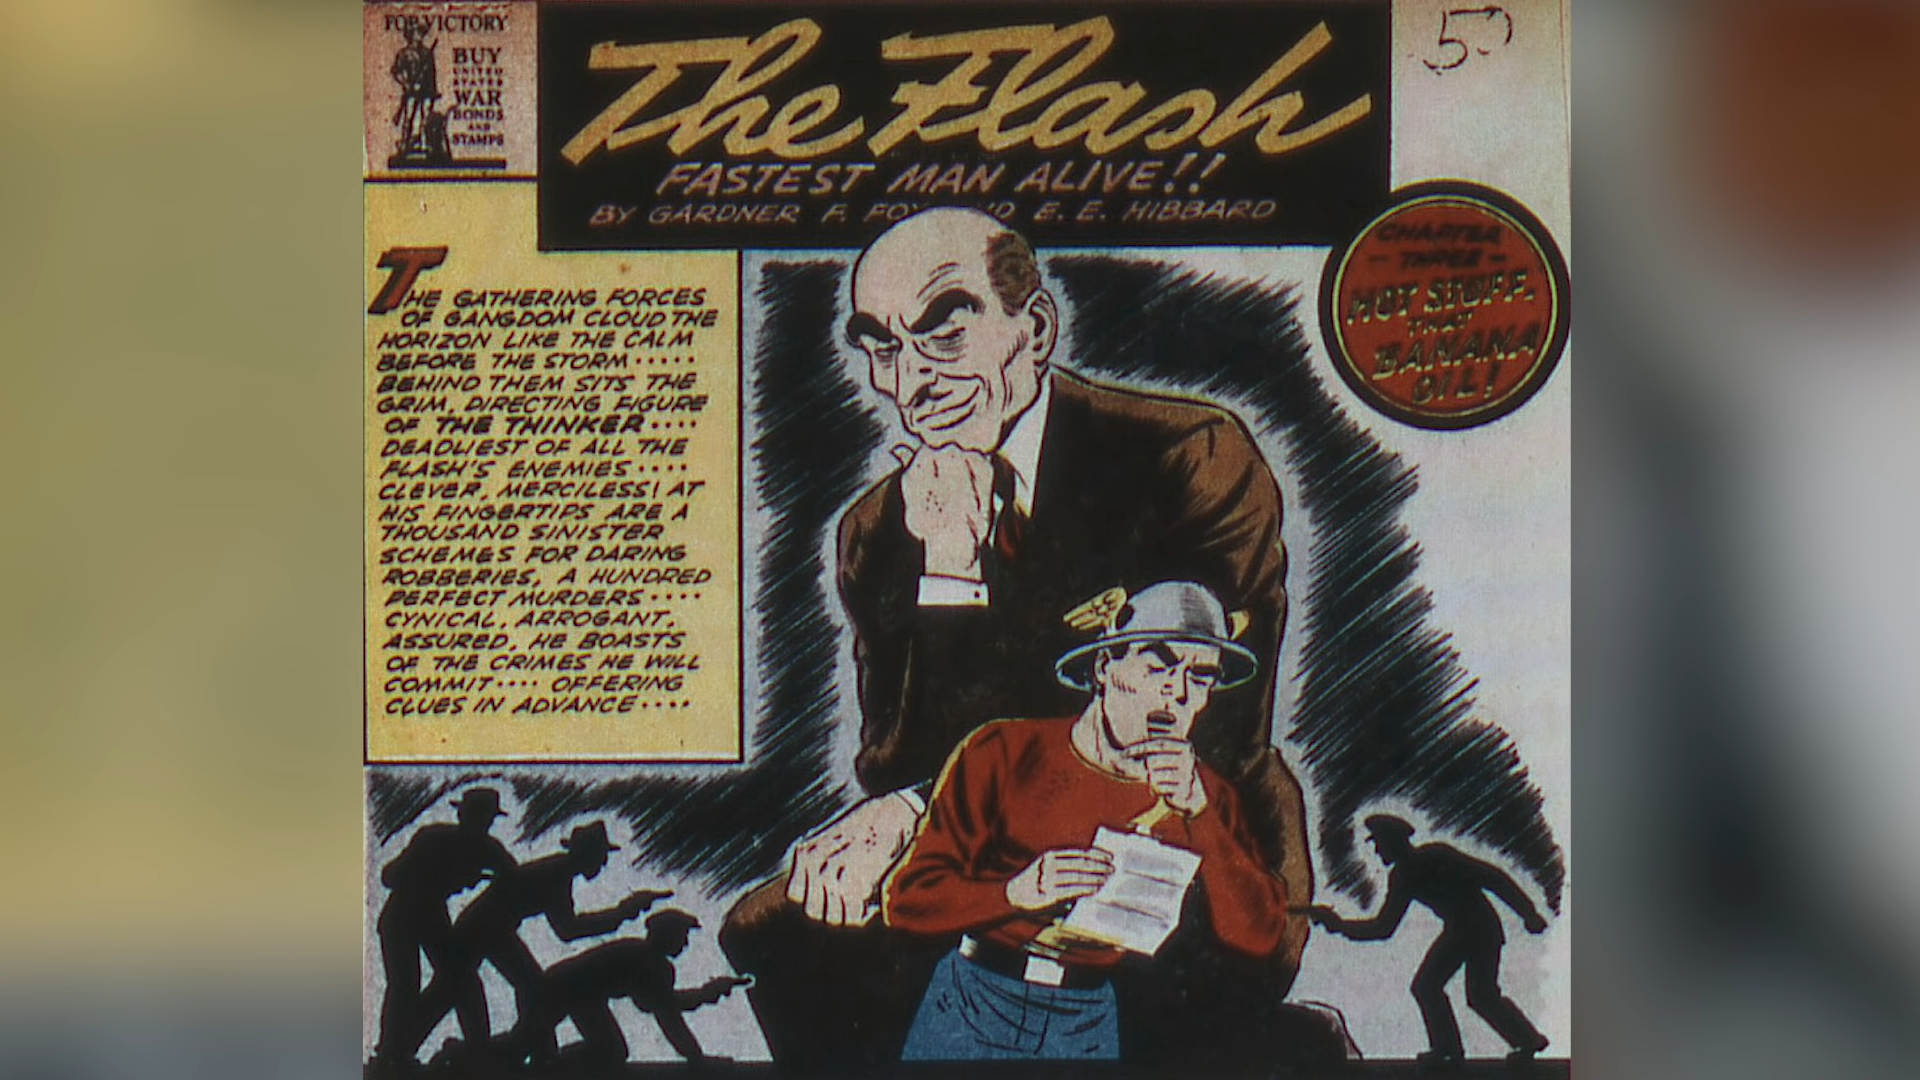 FOR VICTORY
BUY
UNITED
STATES
WAR
BONDS
AND
STAMPS
The Flash
FASTEST MAN ALIVE!!
BY GARDNER F. FOX AND E. E. HIBBARD
50
CHAPTER
- THREE -
HOT STUFF,
THAT
BANANA
OIL!
THE GATHERING FORCES
OF GANGDOM CLOUD THE
HORIZON LIKE THE CALM
BEFORE THE STORM.....
BEHIND THEM SITS THE
GRIM, DIRECTING FIGURE
OF THE THINKER....
DEADLIEST OF ALL THE
FLASH'S ENEMIES....
CLEVER, MERCILESS! AT
HIS FINGERTIPS ARE A
THOUSAND SINISTER
SCHEMES FOR DARING
ROBBERIES, A HUNDRED
PERFECT MURDERS....
CYNICAL, ARROGANT,
ASSURED, HE BOASTS
OF THE CRIMES HE WILL
COMMIT.... OFFERING
CLUES IN ADVANCE....